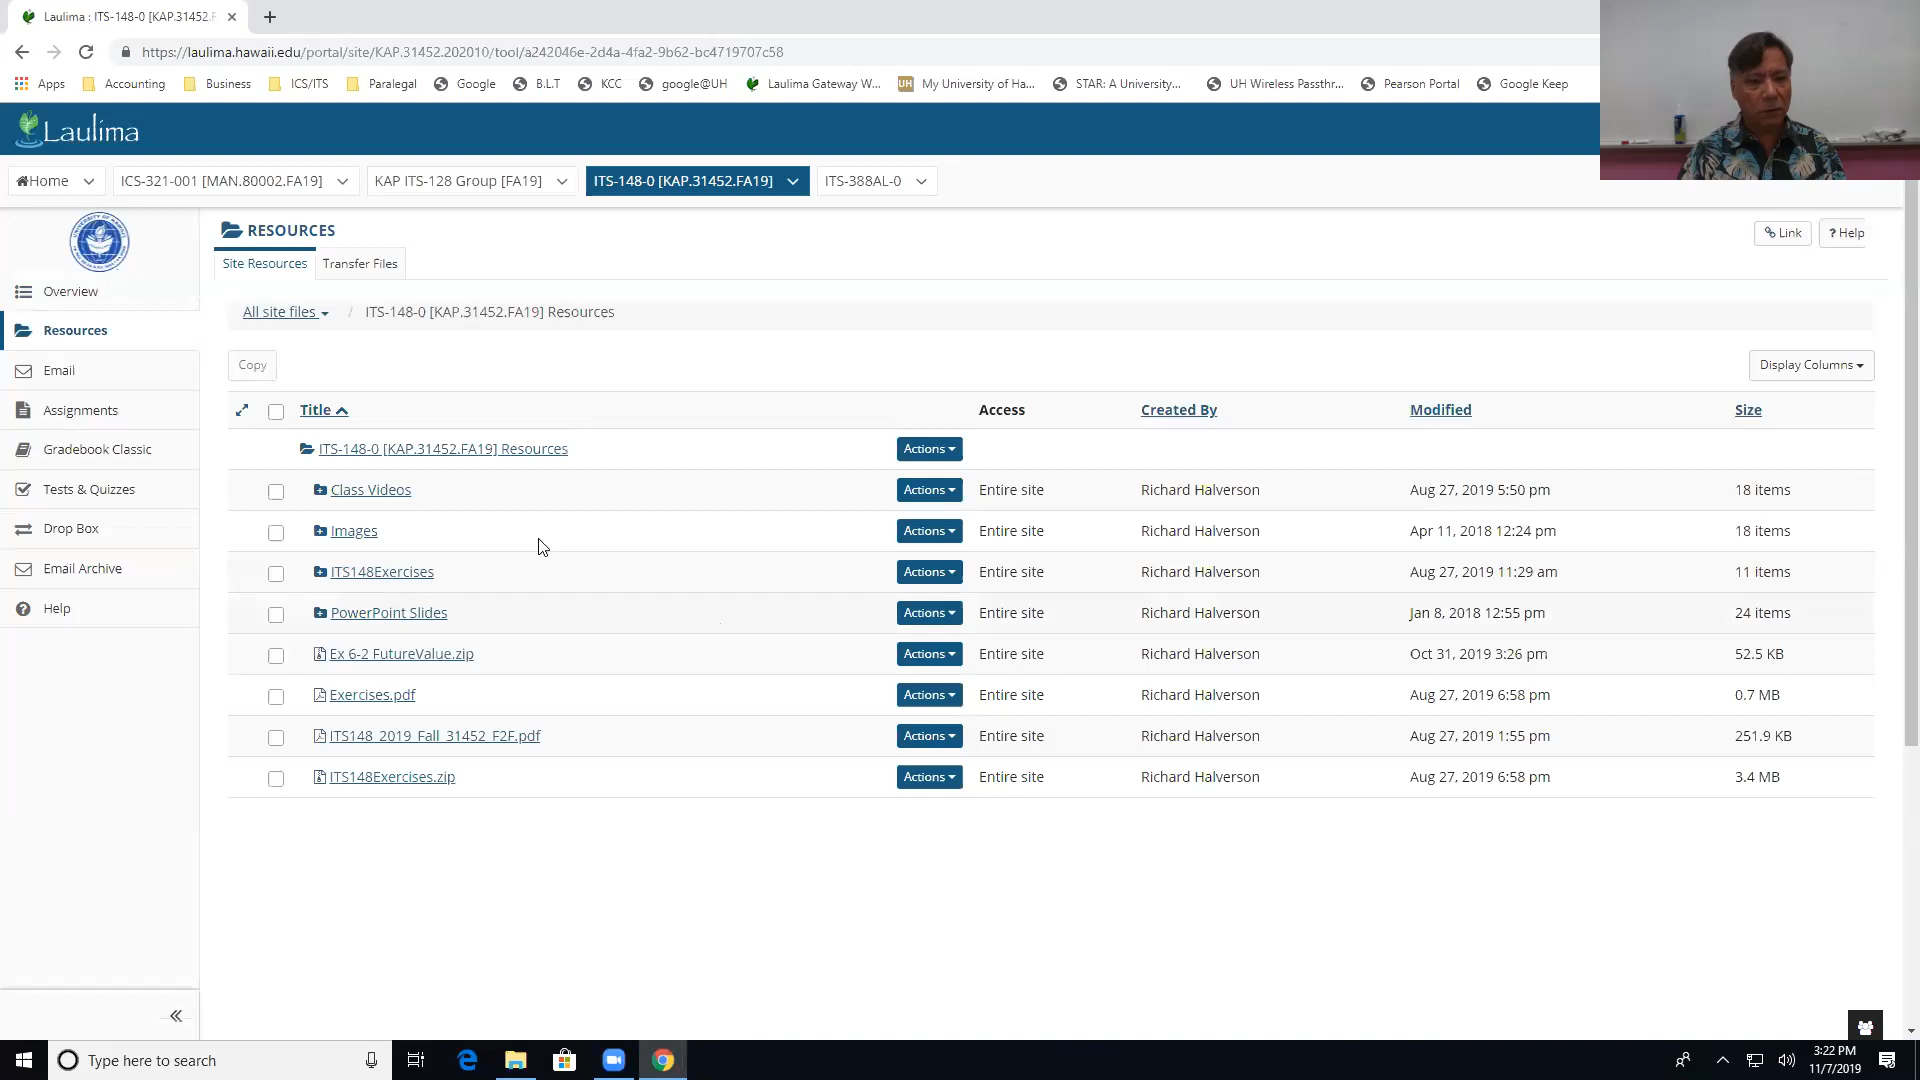 Laulima : ITS-148-0 [KAP.31452.F
https://laulima.hawaii.edu/portal/site/KAP.31452.202010/tool/a242046e-2d4a-4fa2-9b62-bc4719707c58
Apps Accounting Business ICS/ITS Paralegal Google B.L.T KCC google@UH Laulima Gateway W... My University of Ha... STAR: A University... UH Wireless Passthr... Pearson Portal Google Keep
Laulima
Home ICS-321-001 [MAN.80002.FA19] KAP ITS-128 Group [FA19] ITS-148-0 [KAP.31452.FA19] ITS-388AL-0
RESOURCES Link ? Help
Site Resources Transfer Files
Overview
Resources
Email
Assignments
Gradebook Classic
Tests & Quizzes
Drop Box
Email Archive
Help
All site files / ITS-148-0 [KAP.31452.FA19] Resources
Copy Display Columns
Title Access Created By Modified Size
ITS-148-0 [KAP.31452.FA19] Resources Actions
Class Videos Actions Entire site Richard Halverson Aug 27, 2019 5:50 pm 18 items
Images Actions Entire site Richard Halverson Apr 11, 2018 12:24 pm 18 items
ITS148Exercises Actions Entire site Richard Halverson Aug 27, 2019 11:29 am 11 items
PowerPoint Slides Actions Entire site Richard Halverson Jan 8, 2018 12:55 pm 24 items
Ex 6-2 FutureValue.zip Actions Entire site Richard Halverson Oct 31, 2019 3:26 pm 52.5 KB
Exercises.pdf Actions Entire site Richard Halverson Aug 27, 2019 6:58 pm 0.7 MB
ITS148_2019_Fall_31452_F2F.pdf Actions Entire site Richard Halverson Aug 27, 2019 1:55 pm 251.9 KB
ITS148Exercises.zip Actions Entire site Richard Halverson Aug 27, 2019 6:58 pm 3.4 MB
Type here to search
3:22 PM
11/7/2019